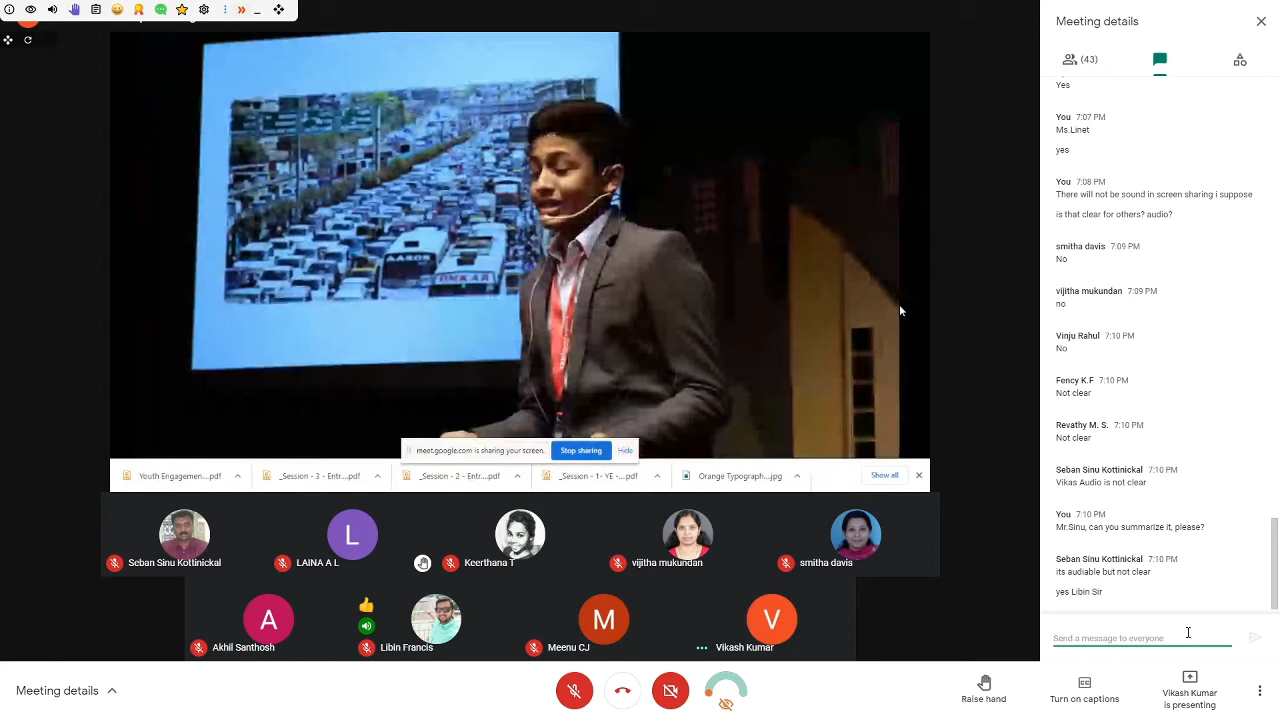 Meeting details
(43)
Yes
You 7:07 PM
Ms.Linet
yes
You 7:08 PM
There will not be sound in screen sharing i suppose
is that clear for others? audio?
smitha davis 7:09 PM
No
vijitha mukundan 7:09 PM
no
Vinju Rahul 7:10 PM
No
Fency K.F 7:10 PM
Not clear
Revathy M. S. 7:10 PM
Not clear
Seban Sinu Kottinickal 7:10 PM
Vikas Audio is not clear
You 7:10 PM
Mr.Sinu, can you summarize it, please?
Seban Sinu Kottinickal 7:10 PM
its audiable but not clear
yes Libin Sir
Send a message to everyone
AARON
OMKAR
meet.google.com is sharing your screen.
Stop sharing
Hide
Youth Engagemen....pdf
_Session - 3 - Entr....pdf
_Session - 2 - Entr....pdf
_Session - 1- YE -....pdf
Orange Typograph...jpg
Show all
Seban Sinu Kottinickal
L
LAINA A L
Keerthana T
vijitha mukundan
smitha davis
A
Akhil Santhosh
Libin Francis
M
Meenu CJ
V
Vikash Kumar
Meeting details
Raise hand
Turn on captions
Vikash Kumar
is presenting